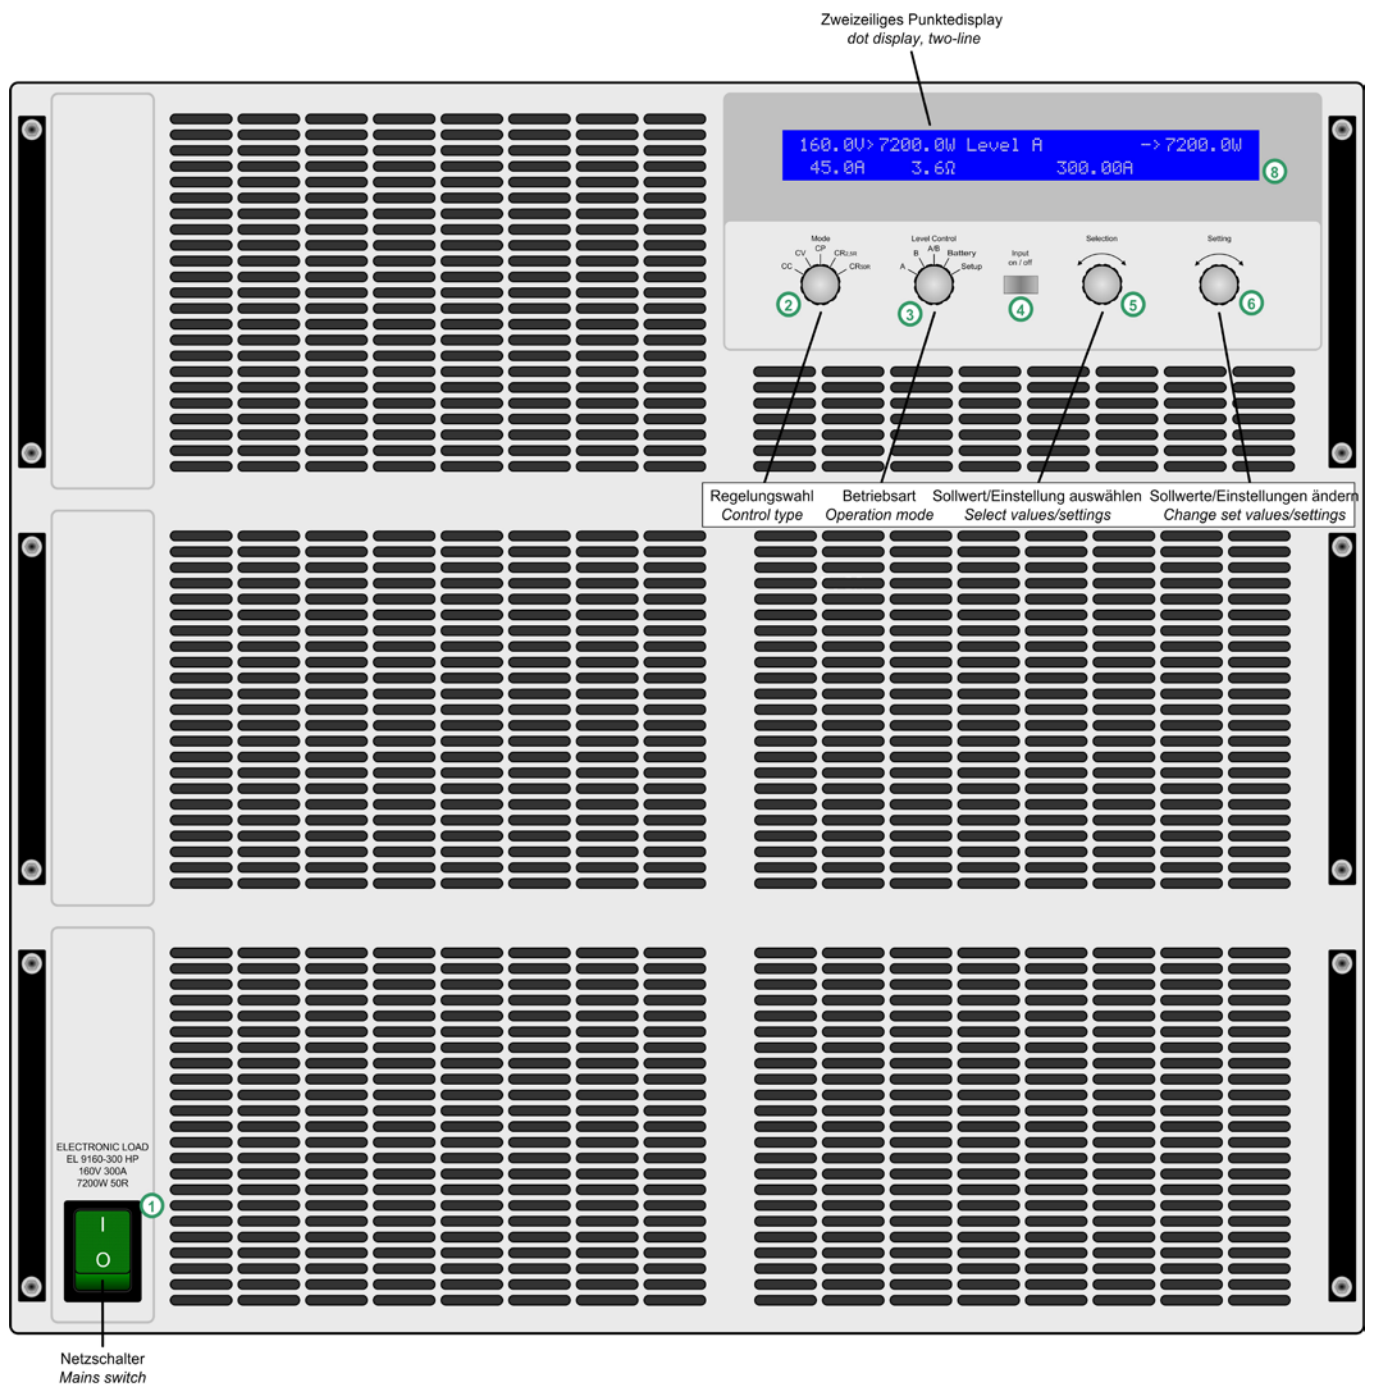 Zweizeiliges Punktedisplay
dot display, two-line
160.0V>7200.0W Level A ->7200.0W
45.0A 3.6Ω 300.00A
8
Mode
CC CV CP CR2,5R CR50R
2
Level Control
A B A/B Battery Setup
3
Input
on / off
4
Selection
5
Setting
6
Regelungswahl Betriebsart Sollwert/Einstellung auswählen Sollwerte/Einstellungen ändern
Control type Operation mode Select values/settings Change set values/settings
ELECTRONIC LOAD
EL 9160-300 HP
160V 300A
7200W 50R
1
I
O
Netzschalter
Mains switch